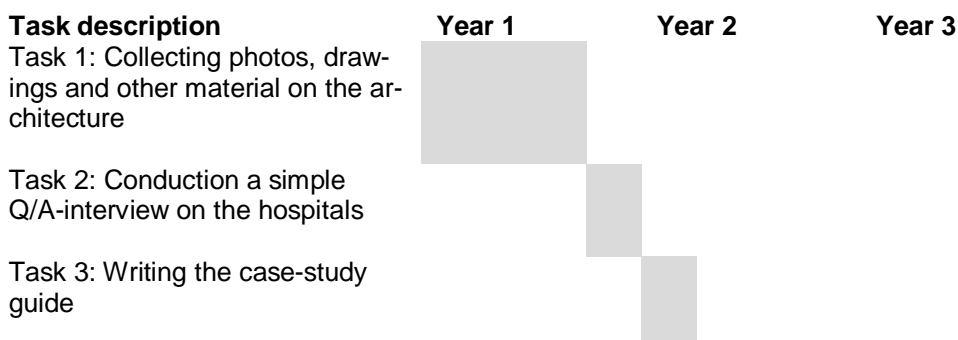 Task description Year 1 Year 2 Year 3
Task 1: Collecting photos, draw-
ings and other material on the ar-
chitecture
Task 2: Conduction a simple
Q/A-interview on the hospitals
Task 3: Writing the case-study
guide